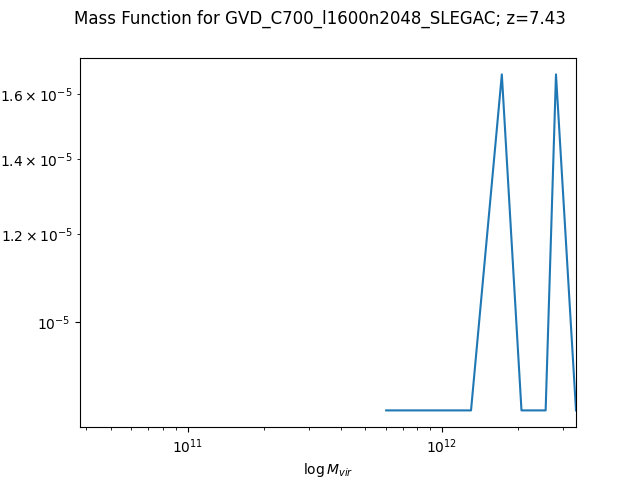 Mass Function for GVD_C700_l1600n2048_SLEGAC; z=7.43
1.6 × 10⁻⁵
1.4 × 10⁻⁵
1.2 × 10⁻⁵
10⁻⁵
10¹¹ 10¹²
log M_vir